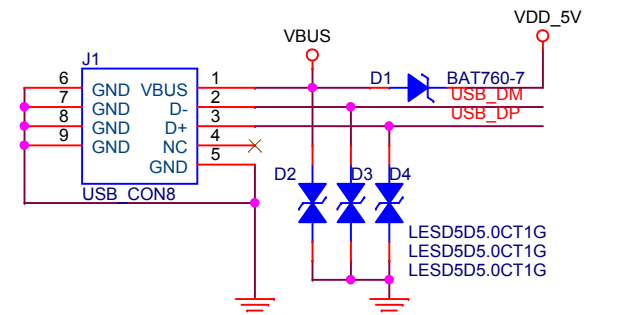 VDD_5V
VBUS
J1
D1 BAT760-7
6 GND VBUS 1
7 GND D- 2 USB_DM
8 GND D+ 3 USB_DP
9 GND NC 4
GND 5
D2 D3 D4
USB_CON8
LESD5D5.0CT1G
LESD5D5.0CT1G
LESD5D5.0CT1G